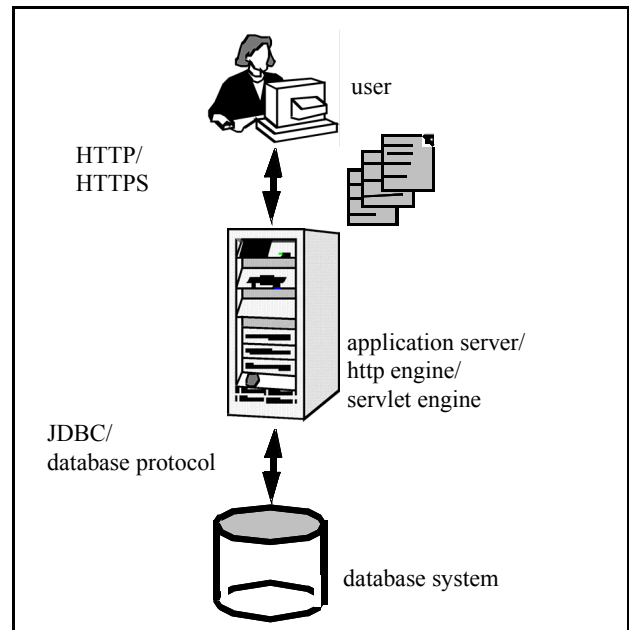 user
HTTP/
HTTPS
application server/
http engine/
servlet engine
JDBC/
database protocol
database system